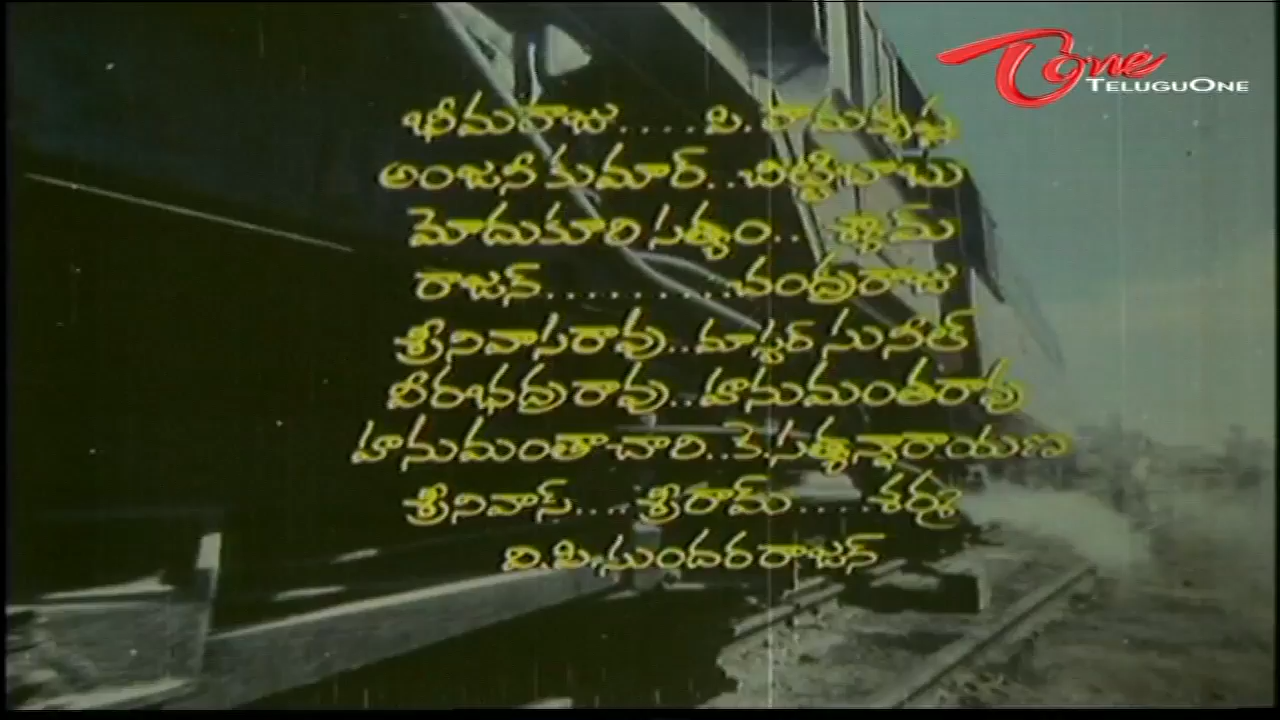 One
TELUGUONE
భీమరాజు....పి. రామకృష్ణ
అంజనీకుమార్..చిట్టిబాబు
మోదుకూరి సత్యం.. శ్యామ్
రాజన్..........చంద్రరాజు
శ్రీనివాసరావు..మాస్టర్ సునీల్
వీరభద్రరావు..హనుమంతరావు
హనుమంతాచారి..కె.సత్యన్నారాయణ
శ్రీనివాస్....శ్రీరామ్....శర్మ
వి.పి.సుందరరాజన్